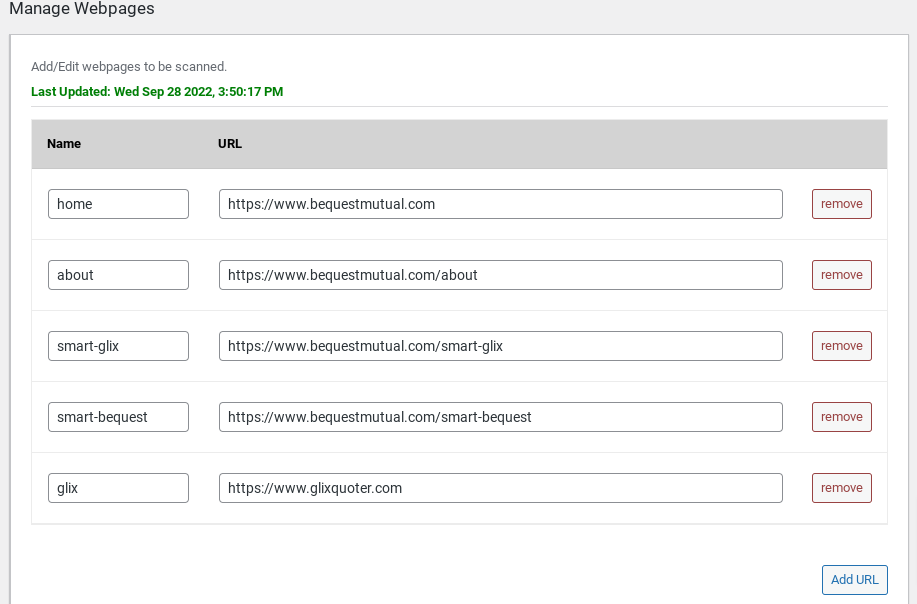 Manage Webpages
Add/Edit webpages to be scanned.
Last Updated: Wed Sep 28 2022, 3:50:17 PM
Name URL
home https://www.bequestmutual.com remove
about https://www.bequestmutual.com/about remove
smart-glix https://www.bequestmutual.com/smart-glix remove
smart-bequest https://www.bequestmutual.com/smart-bequest remove
glix https://www.glixquoter.com remove
Add URL